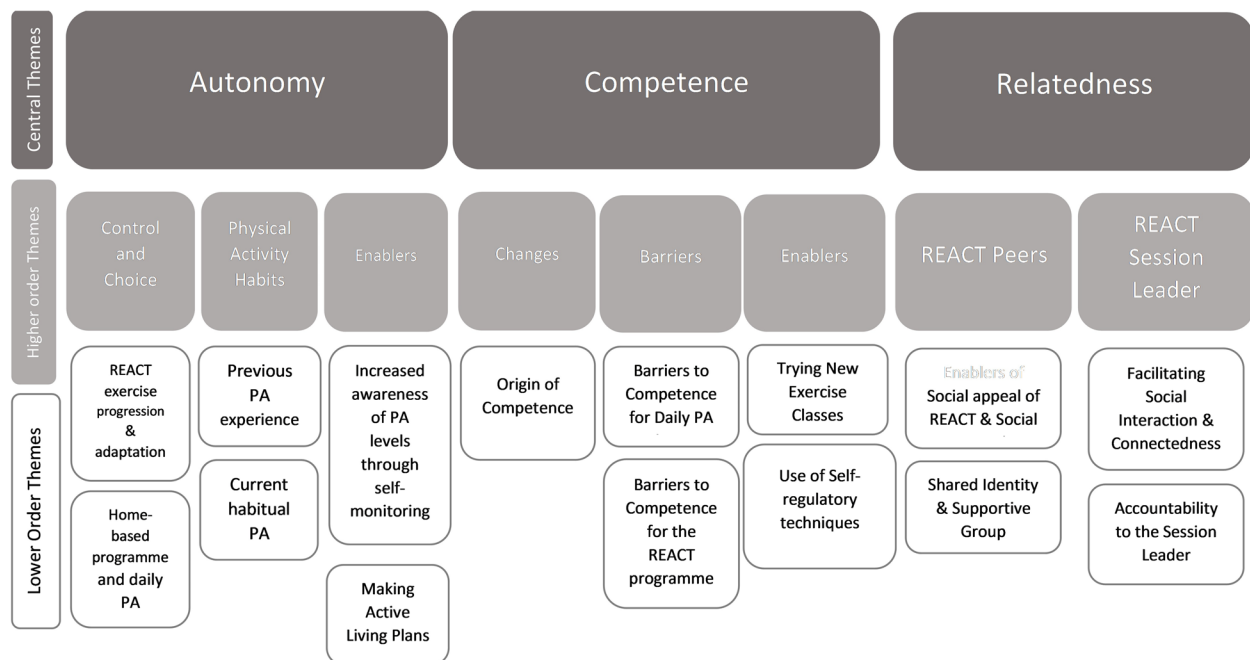 Central Themes
Autonomy
Competence
Relatedness
Higher order Themes
Control
and
Choice
Physical
Activity
Habits
Enablers
Changes
Barriers
Enablers
REACT Peers
REACT
Session
Leader
Lower Order Themes
REACT
exercise
progression
&
adaptation
Home-
based
programme
and daily
PA
Previous
PA
experience
Current
habitual
PA
Increased
awareness
of PA
levels
through
self-
monitoring
Making
Active
Living Plans
Origin of
Competence
Barriers to
Competence
for Daily PA
Barriers to
Competence
for the
REACT
programme
Trying New
Exercise
Classes
Use of Self-
regulatory
techniques
Enablers of
Social appeal of
REACT & Social
Shared Identity
& Supportive
Group
Facilitating
Social
Interaction &
Connectedness
Accountability
to the Session
Leader